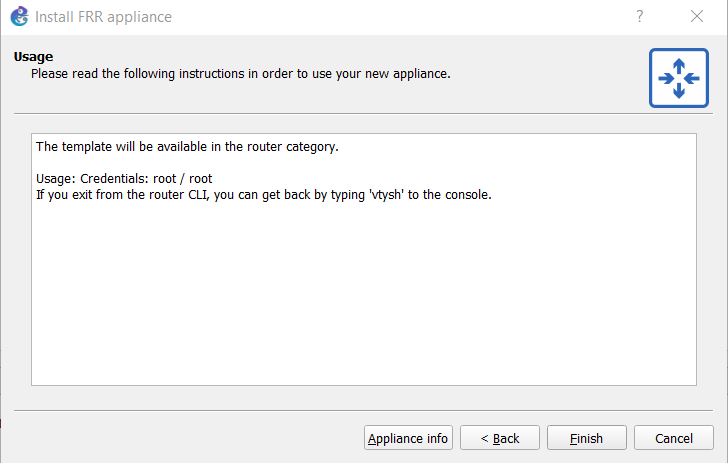 Install FRR appliance
?
Usage
Please read the following instructions in order to use your new appliance.
The template will be available in the router category.
Usage: Credentials: root / root
If you exit from the router CLI, you can get back by typing 'vtysh' to the console.
Appliance info
< Back
Finish
Cancel